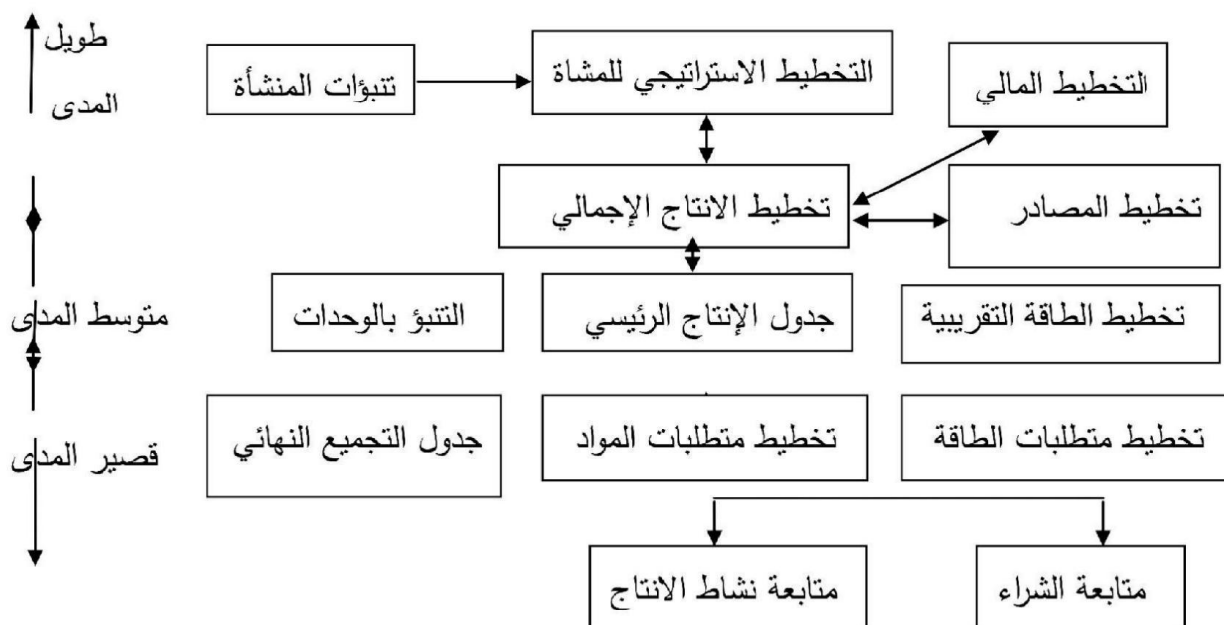 طويل
المدى
تتبؤات المنشأة
التخطيط الاستراتيجي للمشاة
التخطيط المالي
تخطيط الانتاج الإجمالي
تخطيط المصادر
متوسط المدى
التتبؤ بالوحدات
جدول الإنتاج الرئيسي
تخطيط الطاقة التقريبية
قصير المدى
جدول التجميع النهائي
تخطيط متطلبات المواد
تخطيط متطلبات الطاقة
متابعة نشاط الانتاج
متابعة الشراء